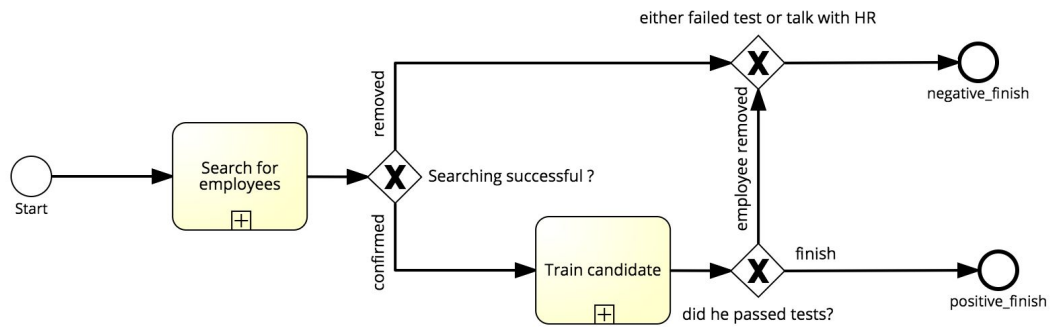 either failed test or talk with HR
removed
negative_finish
Search for
employees
Searching successful ?
Start
employee removed
confirmed
Train candidate
finish
did he passed tests?
positive_finish